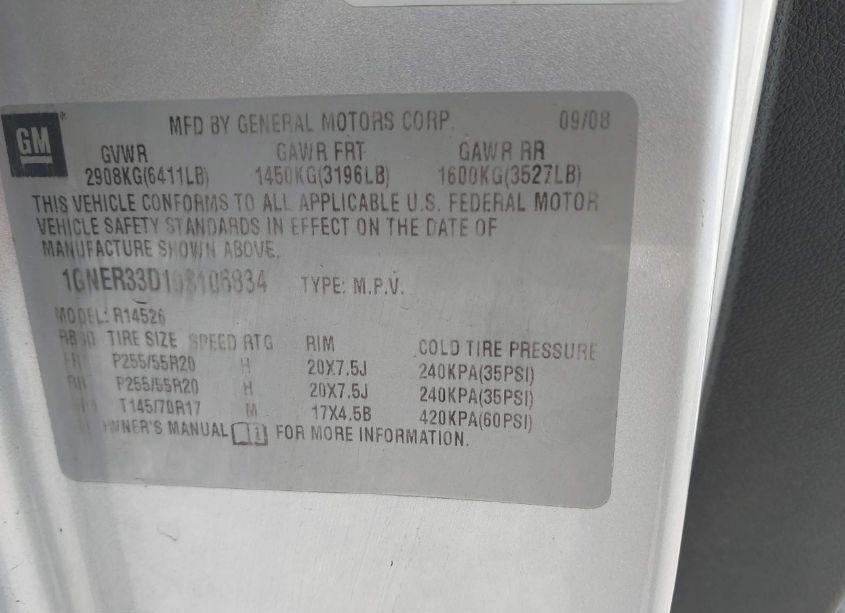 GM
MFD BY GENERAL MOTORS CORP. 09/08
GVWR GAWR FRT GAWR RR
2908KG(6411LB) 1450KG(3196LB) 1600KG(3527LB)
THIS VEHICLE CONFORMS TO ALL APPLICABLE U.S. FEDERAL MOTOR
VEHICLE SAFETY STANDARDS IN EFFECT ON THE DATE OF
MANUFACTURE SHOWN ABOVE.
TYPE: M.P.V.
MODEL: R14526
TIRE SIZE SPEED RTG RIM COLD TIRE PRESSURE
P255/55R20 H 20X7.5J 240KPA(35PSI)
P255/55R20 H 20X7.5J 240KPA(35PSI)
T145/70R17 M 17X4.5B 420KPA(60PSI)
OWNER'S MANUAL FOR MORE INFORMATION.